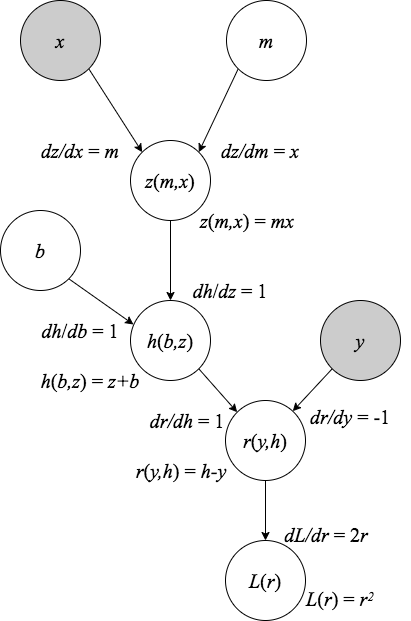 x
m
dz/dx = m
dz/dm = x
z(m,x)
z(m,x) = mx
b
dh/dz = 1
dh/db = 1
h(b,z)
y
h(b,z) = z+b
dr/dh = 1
dr/dy = -1
r(y,h)
r(y,h) = h-y
dL/dr = 2r
L(r)
L(r) = r²